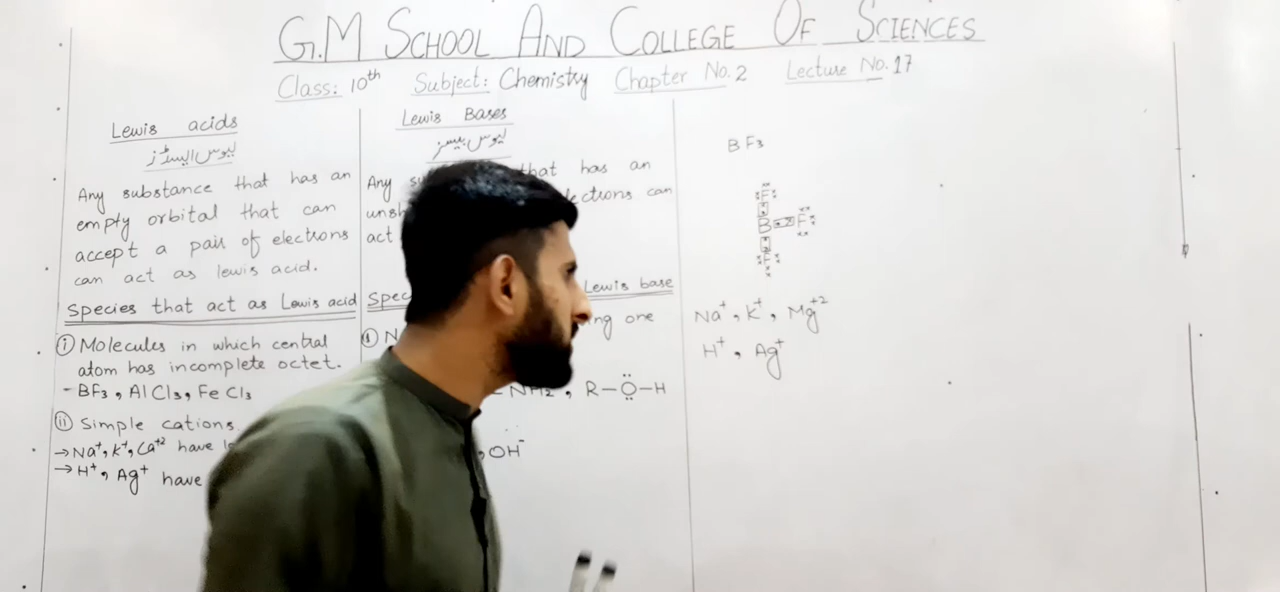 G.M SCHOOL AND COLLEGE OF SCIENCES
Class: 10th Subject: Chemistry Chapter No. 2 Lecture No. 17
Lewis acids
لیوس ایسڈز
Any substance that has an
empty orbital that can
accept a pair of electrons
can act as lewis acid.
Species that act as Lewis acid
(i) Molecules in which central
atom has incomplete octet.
- BF3, AlCl3, FeCl3
(ii) Simple cations
→ Na+, K+, Ca+2 have
→ H+, Ag+ have
Lewis Bases
لیوس بیسز
Any that has an
can
act
Lewis base
one
NH2, R-Ö-H
, OH-
BF3
F
B F
F
Na+, K+, Mg+2
H+, Ag+